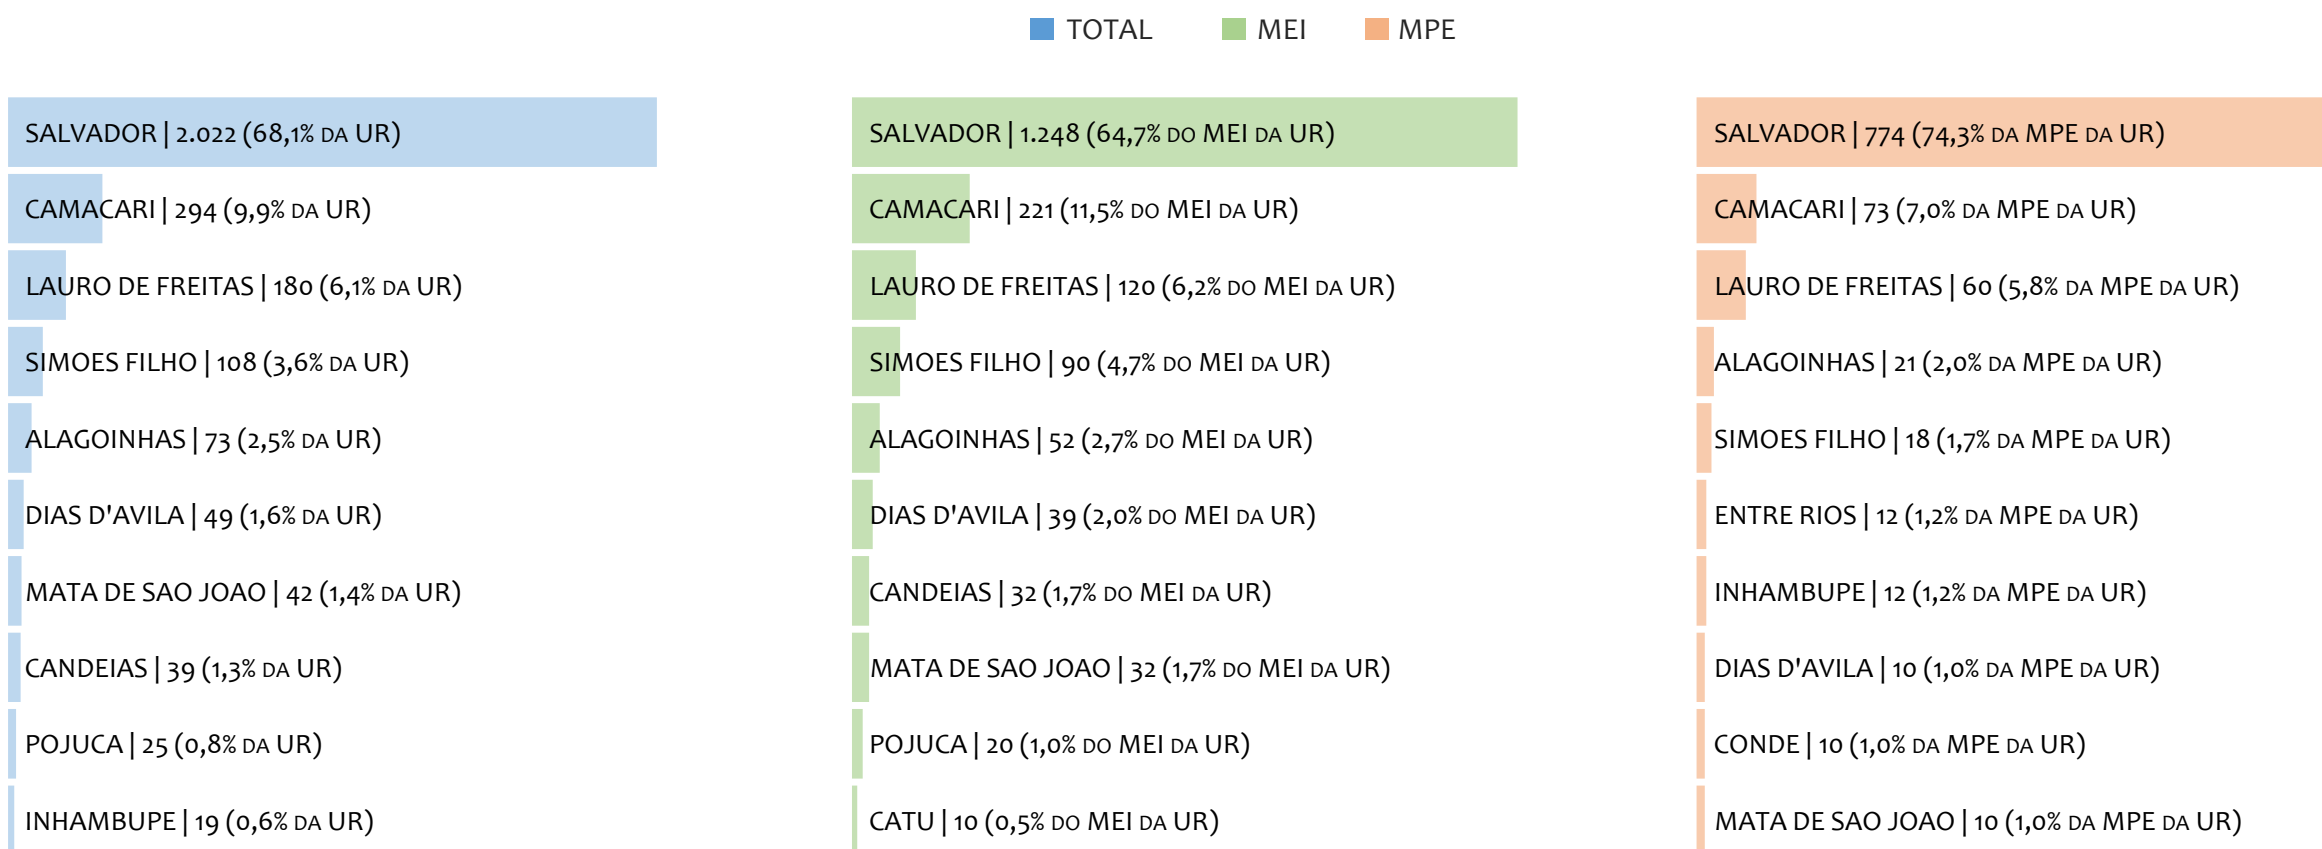 TOTAL MEI MPE
SALVADOR | 2.022 (68,1% DA UR)
CAMACARI | 294 (9,9% DA UR)
LAURO DE FREITAS | 180 (6,1% DA UR)
SIMOES FILHO | 108 (3,6% DA UR)
ALAGOINHAS | 73 (2,5% DA UR)
DIAS D'AVILA | 49 (1,6% DA UR)
MATA DE SAO JOAO | 42 (1,4% DA UR)
CANDEIAS | 39 (1,3% DA UR)
POJUCA | 25 (0,8% DA UR)
INHAMBUPE | 19 (0,6% DA UR)
SALVADOR | 1.248 (64,7% DO MEI DA UR)
CAMACARI | 221 (11,5% DO MEI DA UR)
LAURO DE FREITAS | 120 (6,2% DO MEI DA UR)
SIMOES FILHO | 90 (4,7% DO MEI DA UR)
ALAGOINHAS | 52 (2,7% DO MEI DA UR)
DIAS D'AVILA | 39 (2,0% DO MEI DA UR)
CANDEIAS | 32 (1,7% DO MEI DA UR)
MATA DE SAO JOAO | 32 (1,7% DO MEI DA UR)
POJUCA | 20 (1,0% DO MEI DA UR)
CATU | 10 (0,5% DO MEI DA UR)
SALVADOR | 774 (74,3% DA MPE DA UR)
CAMACARI | 73 (7,0% DA MPE DA UR)
LAURO DE FREITAS | 60 (5,8% DA MPE DA UR)
ALAGOINHAS | 21 (2,0% DA MPE DA UR)
SIMOES FILHO | 18 (1,7% DA MPE DA UR)
ENTRE RIOS | 12 (1,2% DA MPE DA UR)
INHAMBUPE | 12 (1,2% DA MPE DA UR)
DIAS D'AVILA | 10 (1,0% DA MPE DA UR)
CONDE | 10 (1,0% DA MPE DA UR)
MATA DE SAO JOAO | 10 (1,0% DA MPE DA UR)